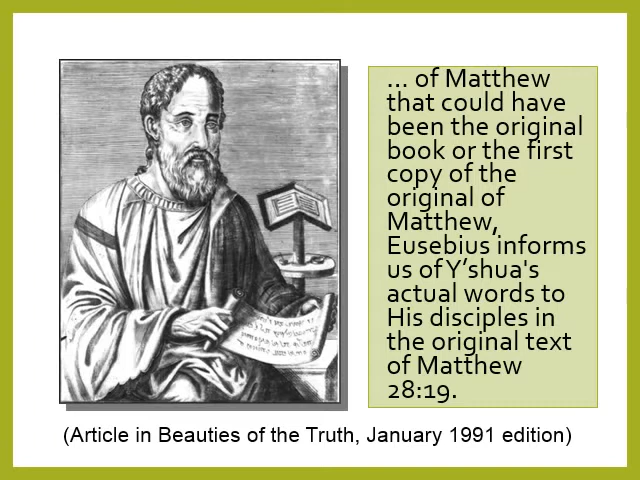 ... of Matthew
that could have
been the original
book or the first
copy of the
original of
Matthew,
Eusebius informs
us of Y’shua's
actual words to
His disciples in
the original text
of Matthew
28:19.
(Article in Beauties of the Truth, January 1991 edition)